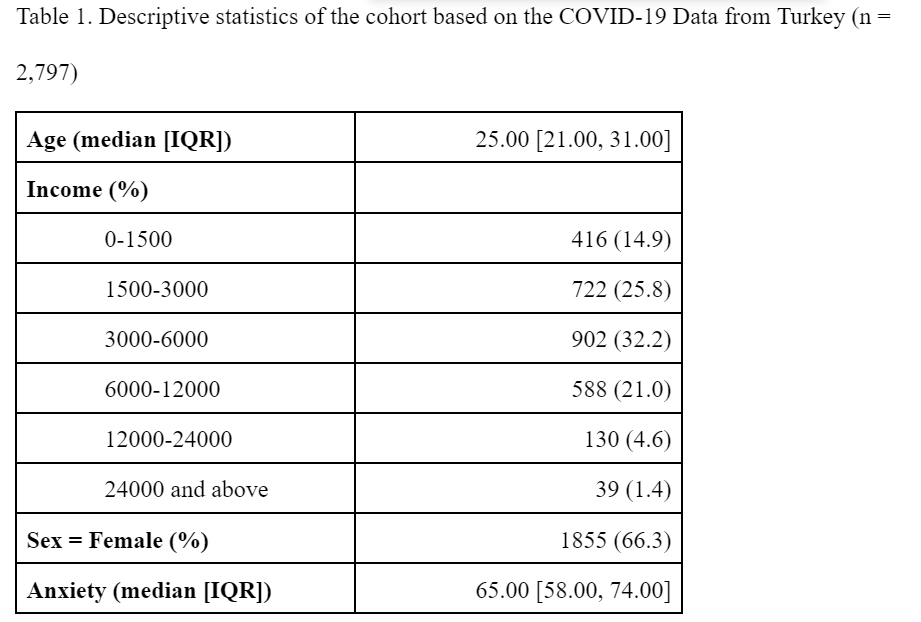 Table 1. Descriptive statistics of the cohort based on the COVID-19 Data from Turkey (n =
2,797)
Age (median [IQR]) 25.00 [21.00, 31.00]
Income (%)
0-1500 416 (14.9)
1500-3000 722 (25.8)
3000-6000 902 (32.2)
6000-12000 588 (21.0)
12000-24000 130 (4.6)
24000 and above 39 (1.4)
Sex = Female (%) 1855 (66.3)
Anxiety (median [IQR]) 65.00 [58.00, 74.00]